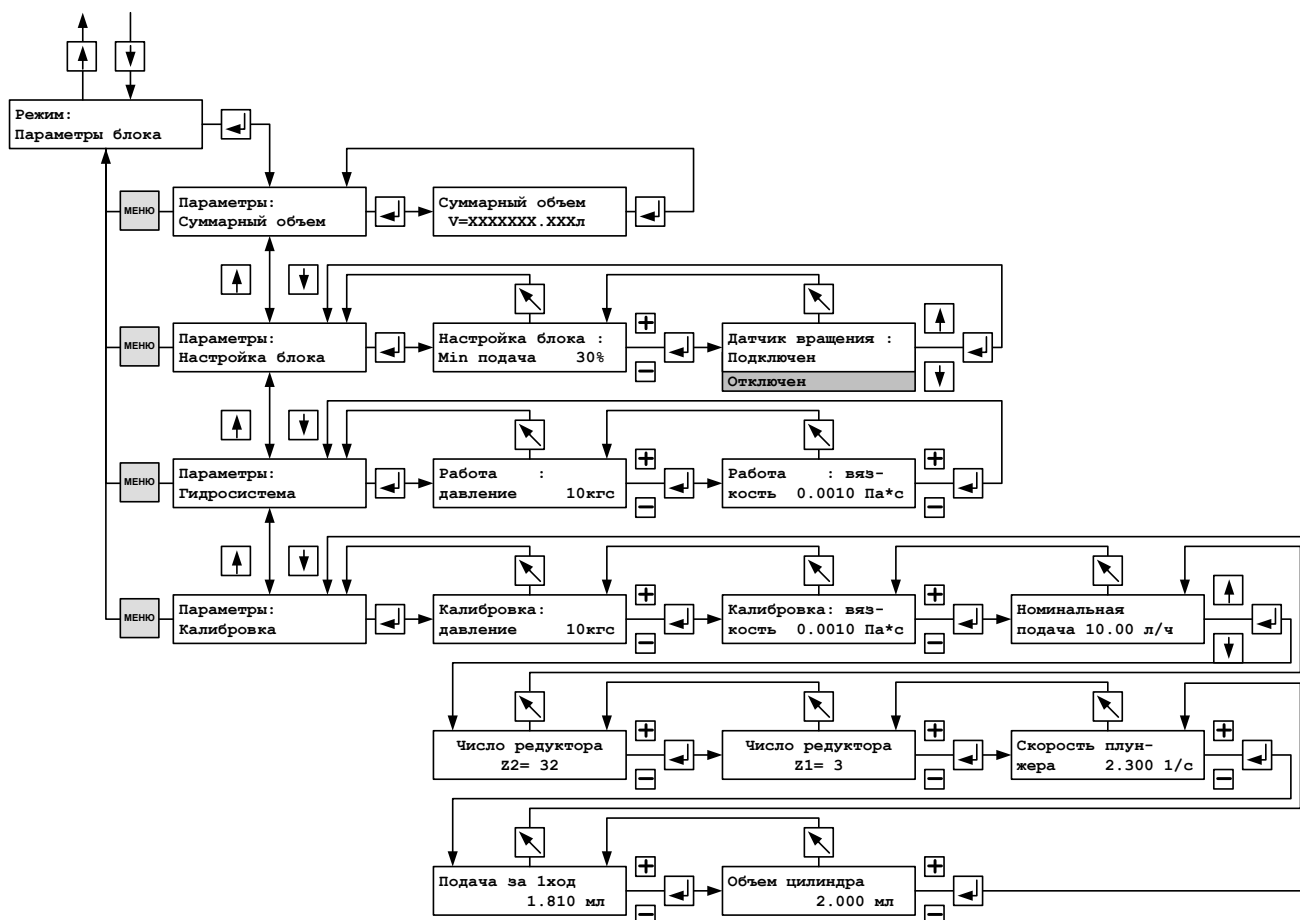 Режим:
Параметры блока
МЕНЮ
Параметры:
Суммарный объем
Суммарный объем
V=XXXXXXX.XXXл
МЕНЮ
Параметры:
Настройка блока
Настройка блока :
Min подача 30%
Датчик вращения :
Подключен
Отключен
МЕНЮ
Параметры:
Гидросистема
Работа :
давление 10кгс
Работа : вяз-
кость 0.0010 Па*с
МЕНЮ
Параметры:
Калибровка
Калибровка:
давление 10кгс
Калибровка: вяз-
кость 0.0010 Па*с
Номинальная
подача 10.00 л/ч
Число редуктора
Z2= 32
Число редуктора
Z1= 3
Скорость плун-
жера 2.300 1/с
Подача за 1ход
1.810 мл
Объем цилиндра
2.000 мл